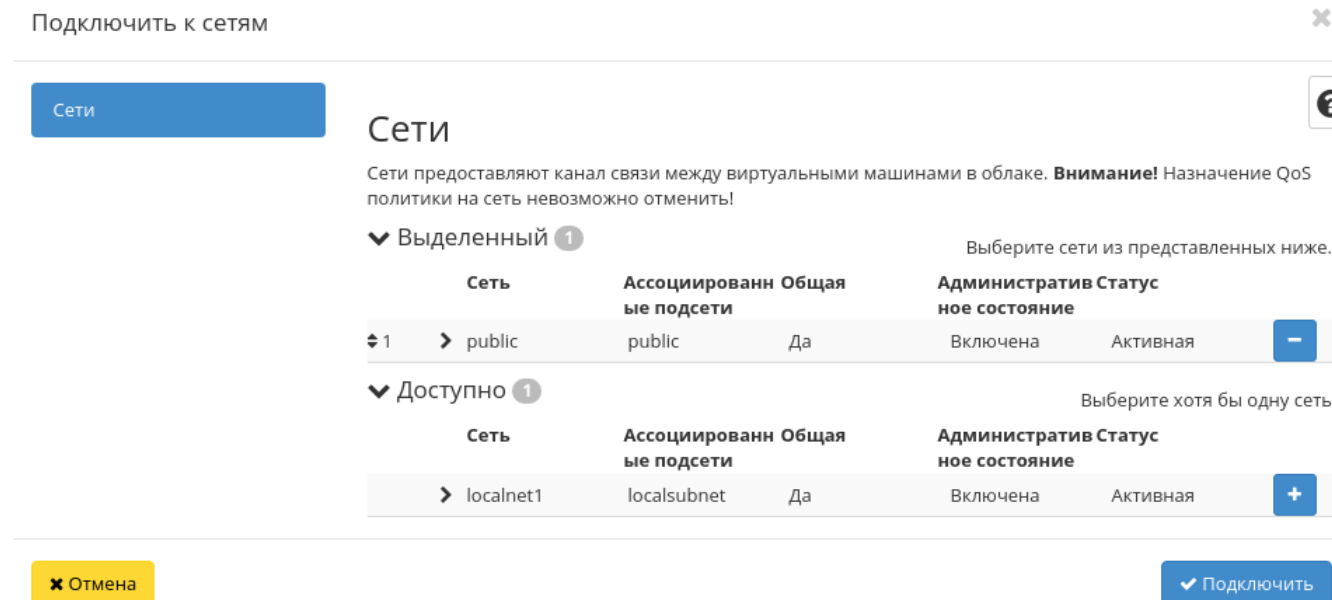 Подключить к сетям
Сети
Сети
Сети предоставляют канал связи между виртуальными машинами в облаке. Внимание! Назначение QoS
политики на сеть невозможно отменить!
Выделенный 1
Выберите сети из представленных ниже.
Сеть Ассоциированн Общая Административ Статус
ые подсети ное состояние
1 public public Да Включена Активная
Доступно 1
Выберите хотя бы одну сеть
Сеть Ассоциированн Общая Административ Статус
ые подсети ное состояние
localnet1 localsubnet Да Включена Активная
Отмена
Подключить